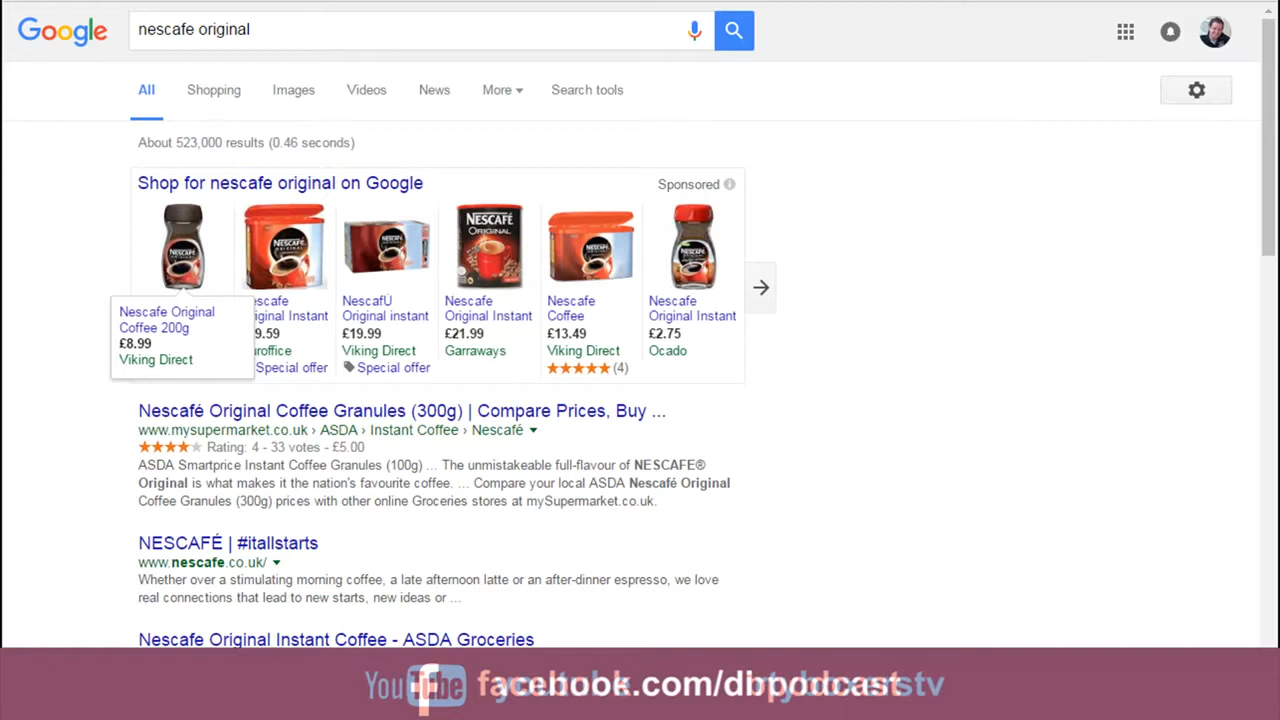 Google
nescafe original
All Shopping Images Videos News More Search tools
About 523,000 results (0.46 seconds)
Shop for nescafe original on Google
Sponsored
NESCAFÉ
ORIGINAL
Nescafe Original
Coffee 200g
£8.99
Viking Direct
9.59
Special offer
NescafÜ
Original instant
£19.99
Viking Direct
Special offer
Nescafe
Original Instant
£21.99
Garraways
Nescafe
Coffee
£13.49
Viking Direct
(4)
Nescafe
Original Instant
£2.75
Ocado
Nescafé Original Coffee Granules (300g) | Compare Prices, Buy ...
www.mysupermarket.co.uk › ASDA › Instant Coffee › Nescafé
Rating: 4 - 33 votes - £5.00
ASDA Smartprice Instant Coffee Granules (100g) ... The unmistakeable full-flavour of NESCAFE®
Original is what makes it the nation's favourite coffee. ... Compare your local ASDA Nescafé Original
Coffee Granules (300g) prices with other online Groceries stores at mySupermarket.co.uk.
NESCAFÉ | #itallstarts
www.nescafe.co.uk/
Whether over a stimulating morning coffee, a late afternoon latte or an after-dinner espresso, we love
real connections that lead to new starts, new ideas or ...
Nescafe Original Instant Coffee - ASDA Groceries
YouTube